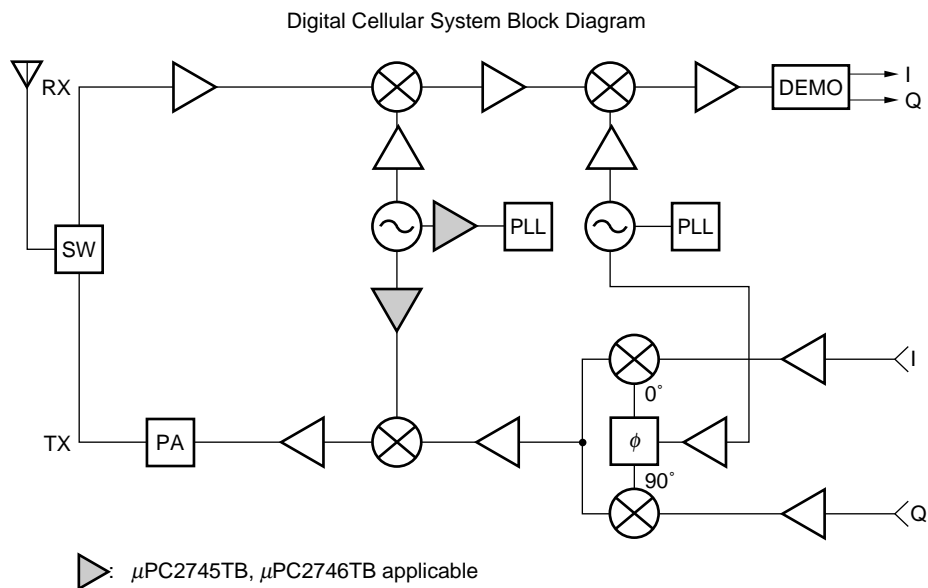 Digital Cellular System Block Diagram
RX
DEMO
I
Q
SW
PLL
PLL
I
0˚
TX
PA
ϕ
90˚
Q
: µPC2745TB, µPC2746TB applicable